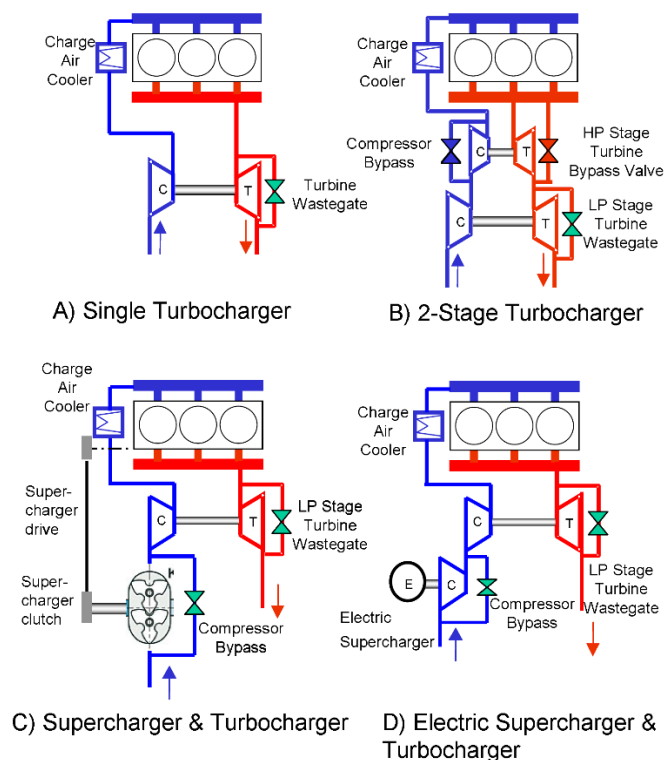 Charge
Air
Cooler
C
T
Turbine
Wastegate
A) Single Turbocharger
Charge
Air
Cooler
Compressor
Bypass
C
T
HP Stage
Turbine
Bypass Valve
C
T
LP Stage
Turbine
Wastegate
B) 2-Stage Turbocharger
Charge
Air
Cooler
Super-
charger
drive
Super-
charger
clutch
C
T
LP Stage
Turbine
Wastegate
Compressor
Bypass
C) Supercharger & Turbocharger
Charge
Air
Cooler
C
T
E
C
Electric
Supercharger
Compressor
Bypass
LP Stage
Turbine
Wastegate
D) Electric Supercharger &
Turbocharger